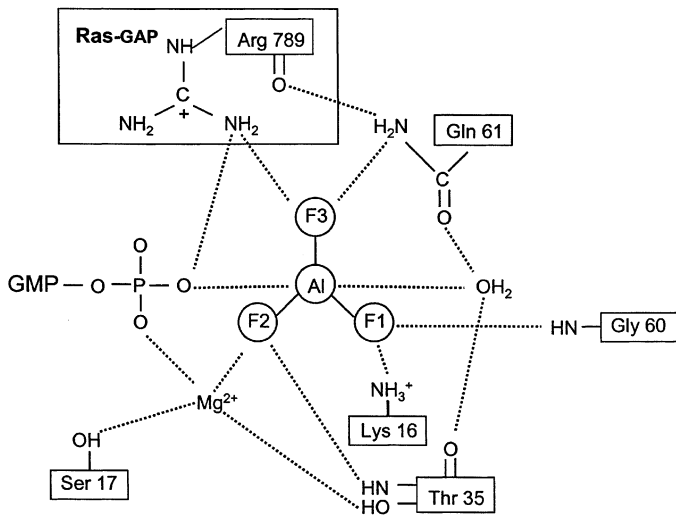 Ras-GAP NH Arg 789
O
C
+
NH₂ NH₂ H₂N Gln 61
C
O
F3
O
GMP O P O Al OH₂
O F2 F1 HN Gly 60
NH₃⁺
Mg²⁺
Lys 16
OH O
Ser 17 HN Thr 35
HO